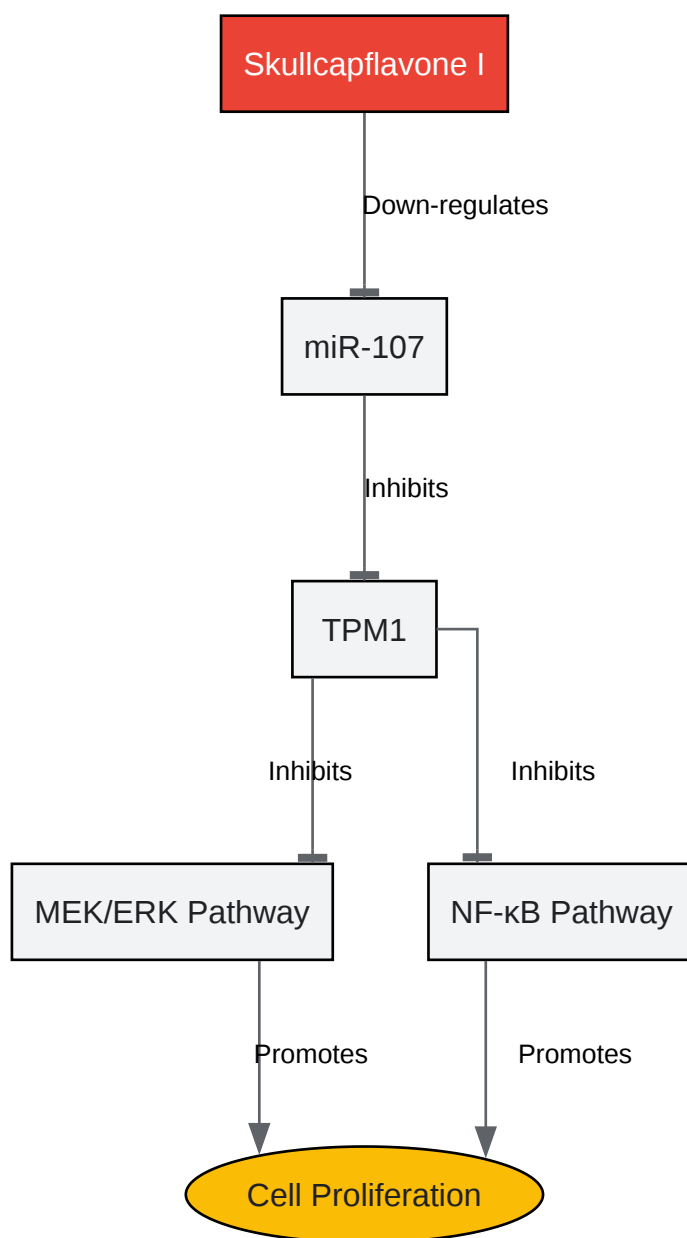 Skullcapflavone I
Down-regulates
miR-107
Inhibits
TPM1
Inhibits
Inhibits
MEK/ERK Pathway
NF-κB Pathway
Promotes
Promotes
Cell Proliferation